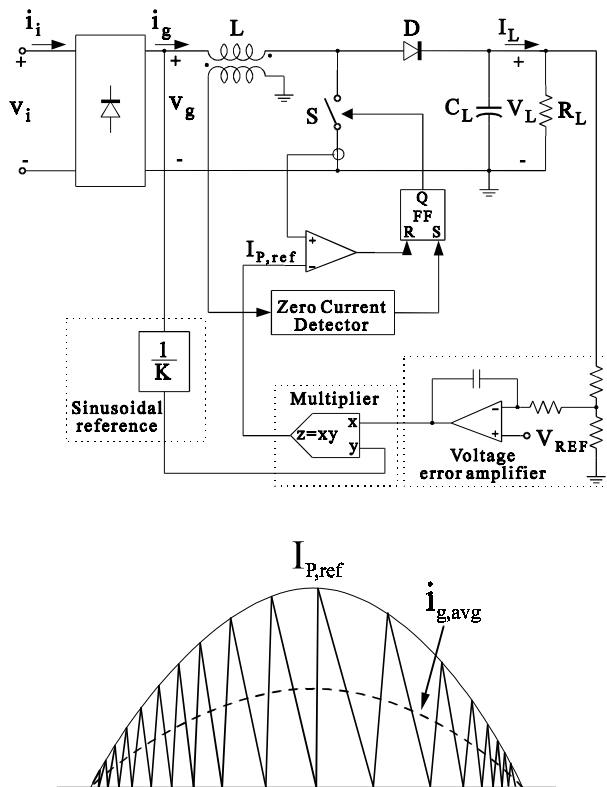 i_i
i_g
L
D
I_L
+
+
+
v_i
v_g
S
C_L
V_L
R_L
-
-
-
Q
FF
R S
I_P,ref
+
-
Zero Current
Detector
1
K
Sinusoidal
reference
Multiplier
x
z=xy
y
-
+
V_REF
Voltage
error amplifier
I_P,ref
i_g,avg